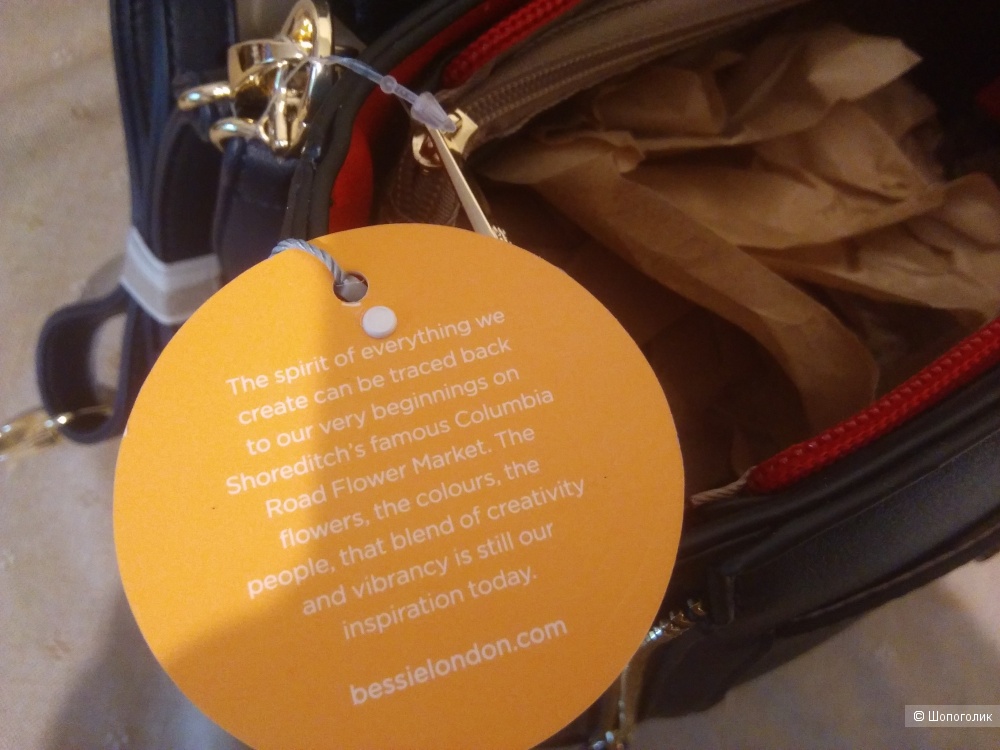 The spirit of everything we
create can be traced back
to our very beginnings on
Shoreditch's famous Columbia
Road Flower Market. The
flowers, the colours, the
people, that blend of creativity
and vibrancy is still our
inspiration today.
bessielondon.com
© Шопоголик